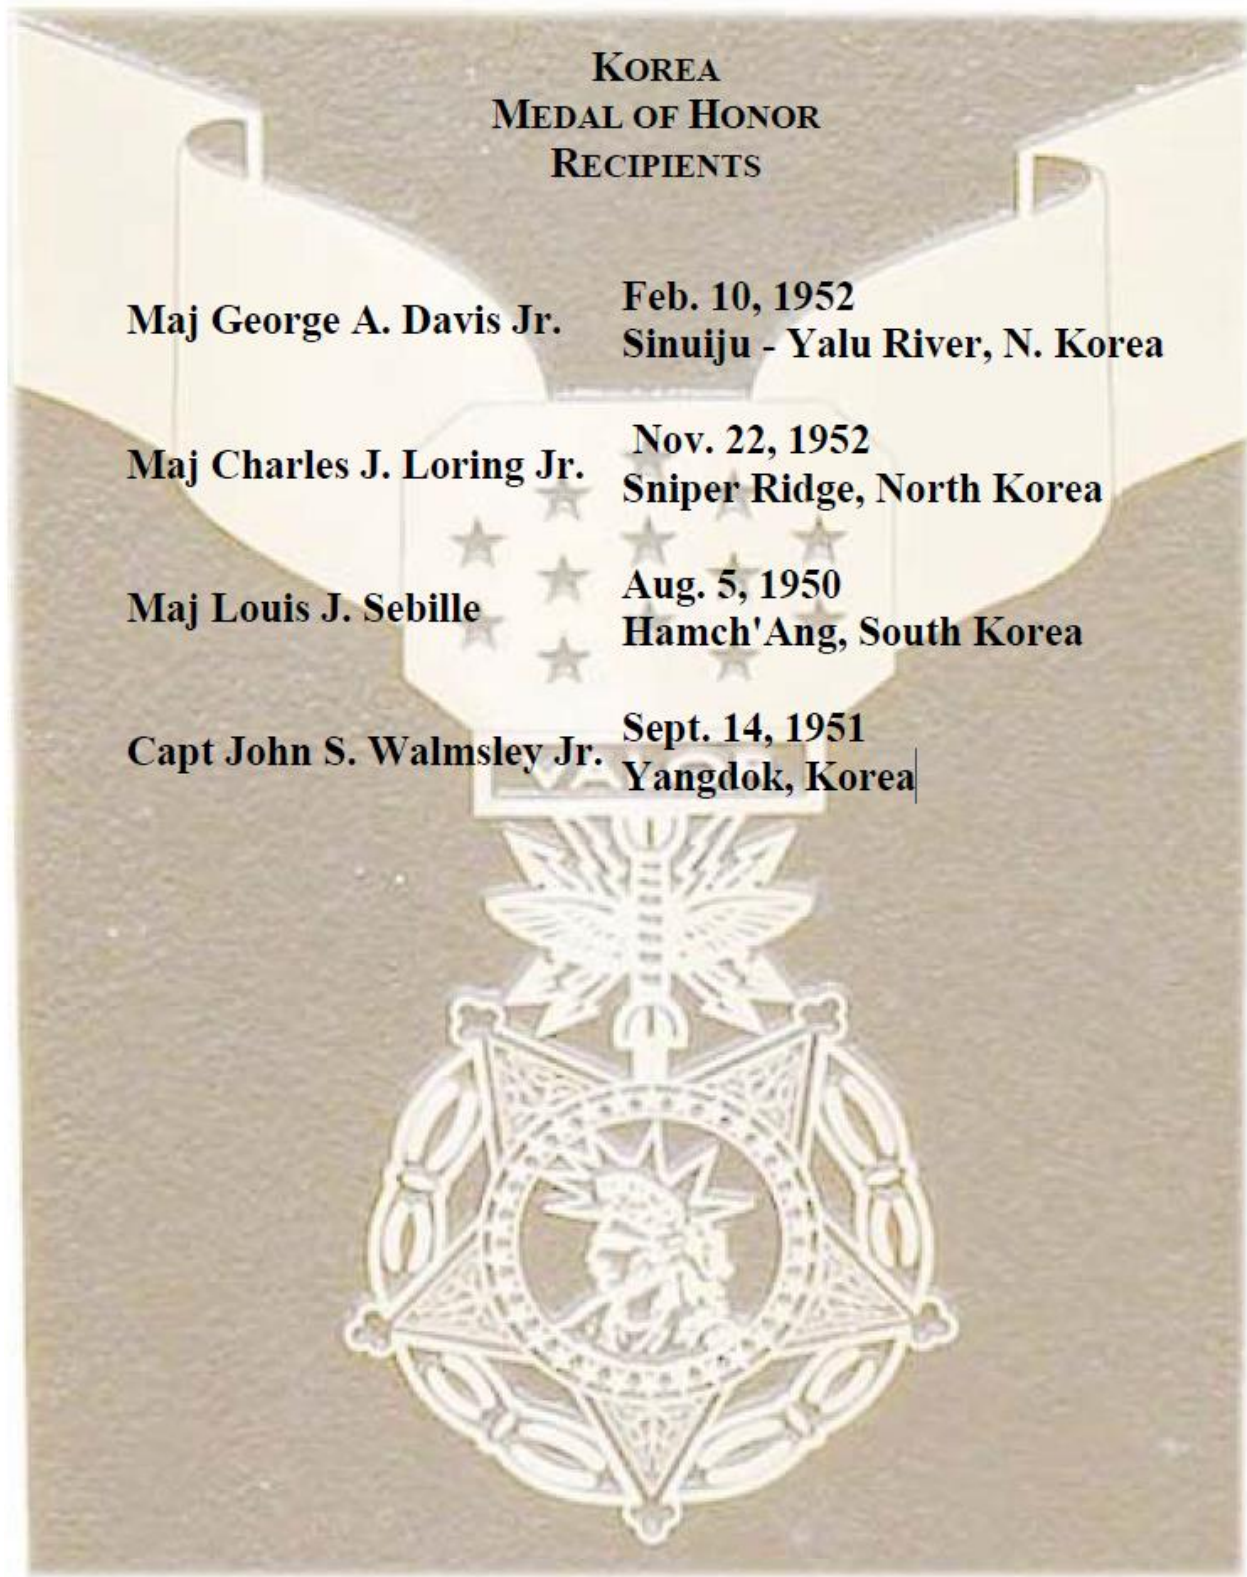 KOREA
MEDAL OF HONOR
RECIPIENTS
Maj George A. Davis Jr.
Feb. 10, 1952
Sinuiju - Yalu River, N. Korea
Maj Charles J. Loring Jr.
Nov. 22, 1952
Sniper Ridge, North Korea
Maj Louis J. Sebille
Aug. 5, 1950
Hamch'Ang, South Korea
Capt John S. Walmsley Jr.
Sept. 14, 1951
Yangdok, Korea
VALOR